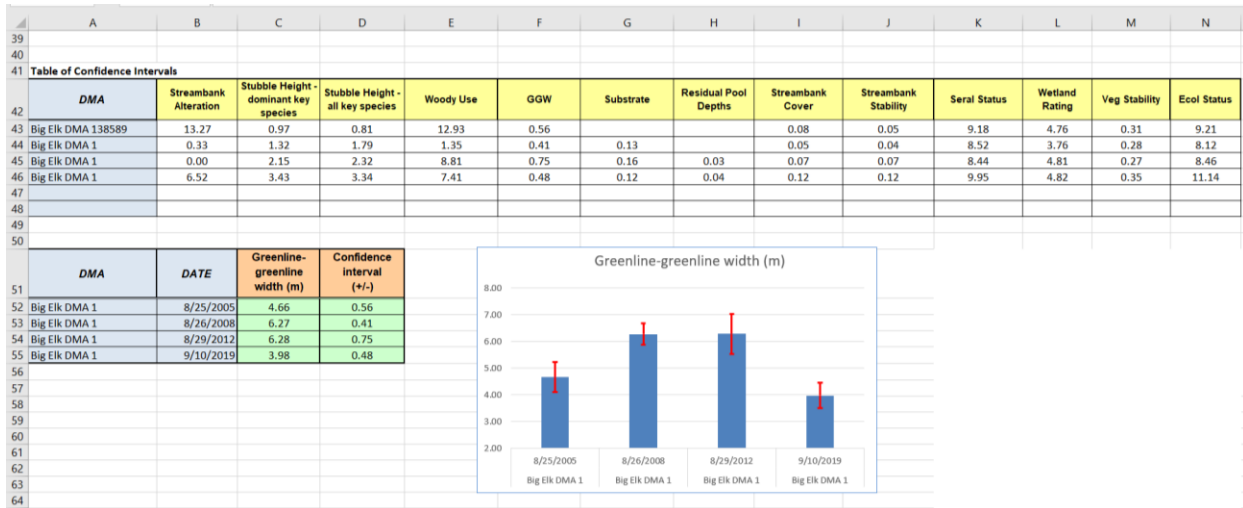 A B C D E F G H I J K L M N
39
40
41 Table of Confidence Intervals
42 DMA Streambank Alteration Stubble Height - dominant key species Stubble Height - all key species Woody Use GGW Substrate Residual Pool Depths Streambank Cover Streambank Stability Seral Status Wetland Rating Veg Stability Ecol Status
43 Big Elk DMA 138589 13.27 0.97 0.81 12.93 0.56 0.08 0.05 9.18 4.76 0.31 9.21
44 Big Elk DMA 1 0.33 1.32 1.79 1.35 0.41 0.13 0.05 0.04 8.52 3.76 0.28 8.12
45 Big Elk DMA 1 0.00 2.15 2.32 8.81 0.75 0.16 0.03 0.07 0.07 8.44 4.81 0.27 8.46
46 Big Elk DMA 1 6.52 3.43 3.34 7.41 0.48 0.12 0.04 0.12 0.12 9.95 4.82 0.35 11.14
47
48
49
50
51 DMA DATE Greenline-greenline width (m) Confidence interval (+/-)
52 Big Elk DMA 1 8/25/2005 4.66 0.56
53 Big Elk DMA 1 8/26/2008 6.27 0.41
54 Big Elk DMA 1 8/29/2012 6.28 0.75
55 Big Elk DMA 1 9/10/2019 3.98 0.48
56
57
58
59
60
61
62
63
64
Greenline-greenline width (m)
8.00
7.00
6.00
5.00
4.00
3.00
2.00
8/25/2005 8/26/2008 8/29/2012 9/10/2019
Big Elk DMA 1 Big Elk DMA 1 Big Elk DMA 1 Big Elk DMA 1